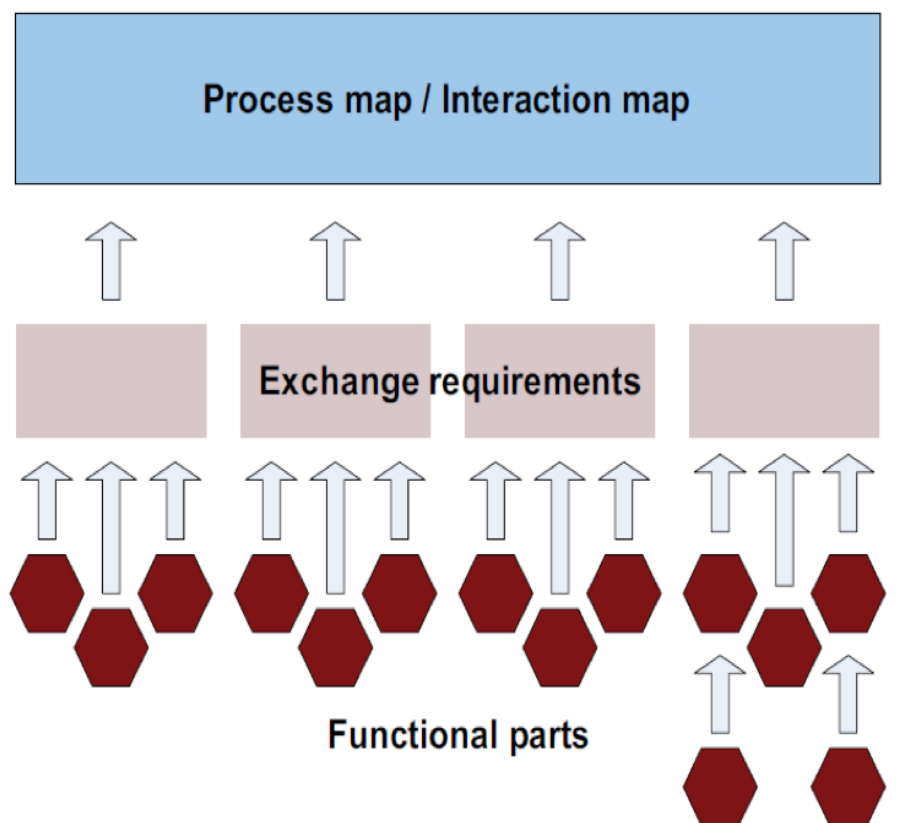 Process map / Interaction map
Exchange requirements
Functional parts